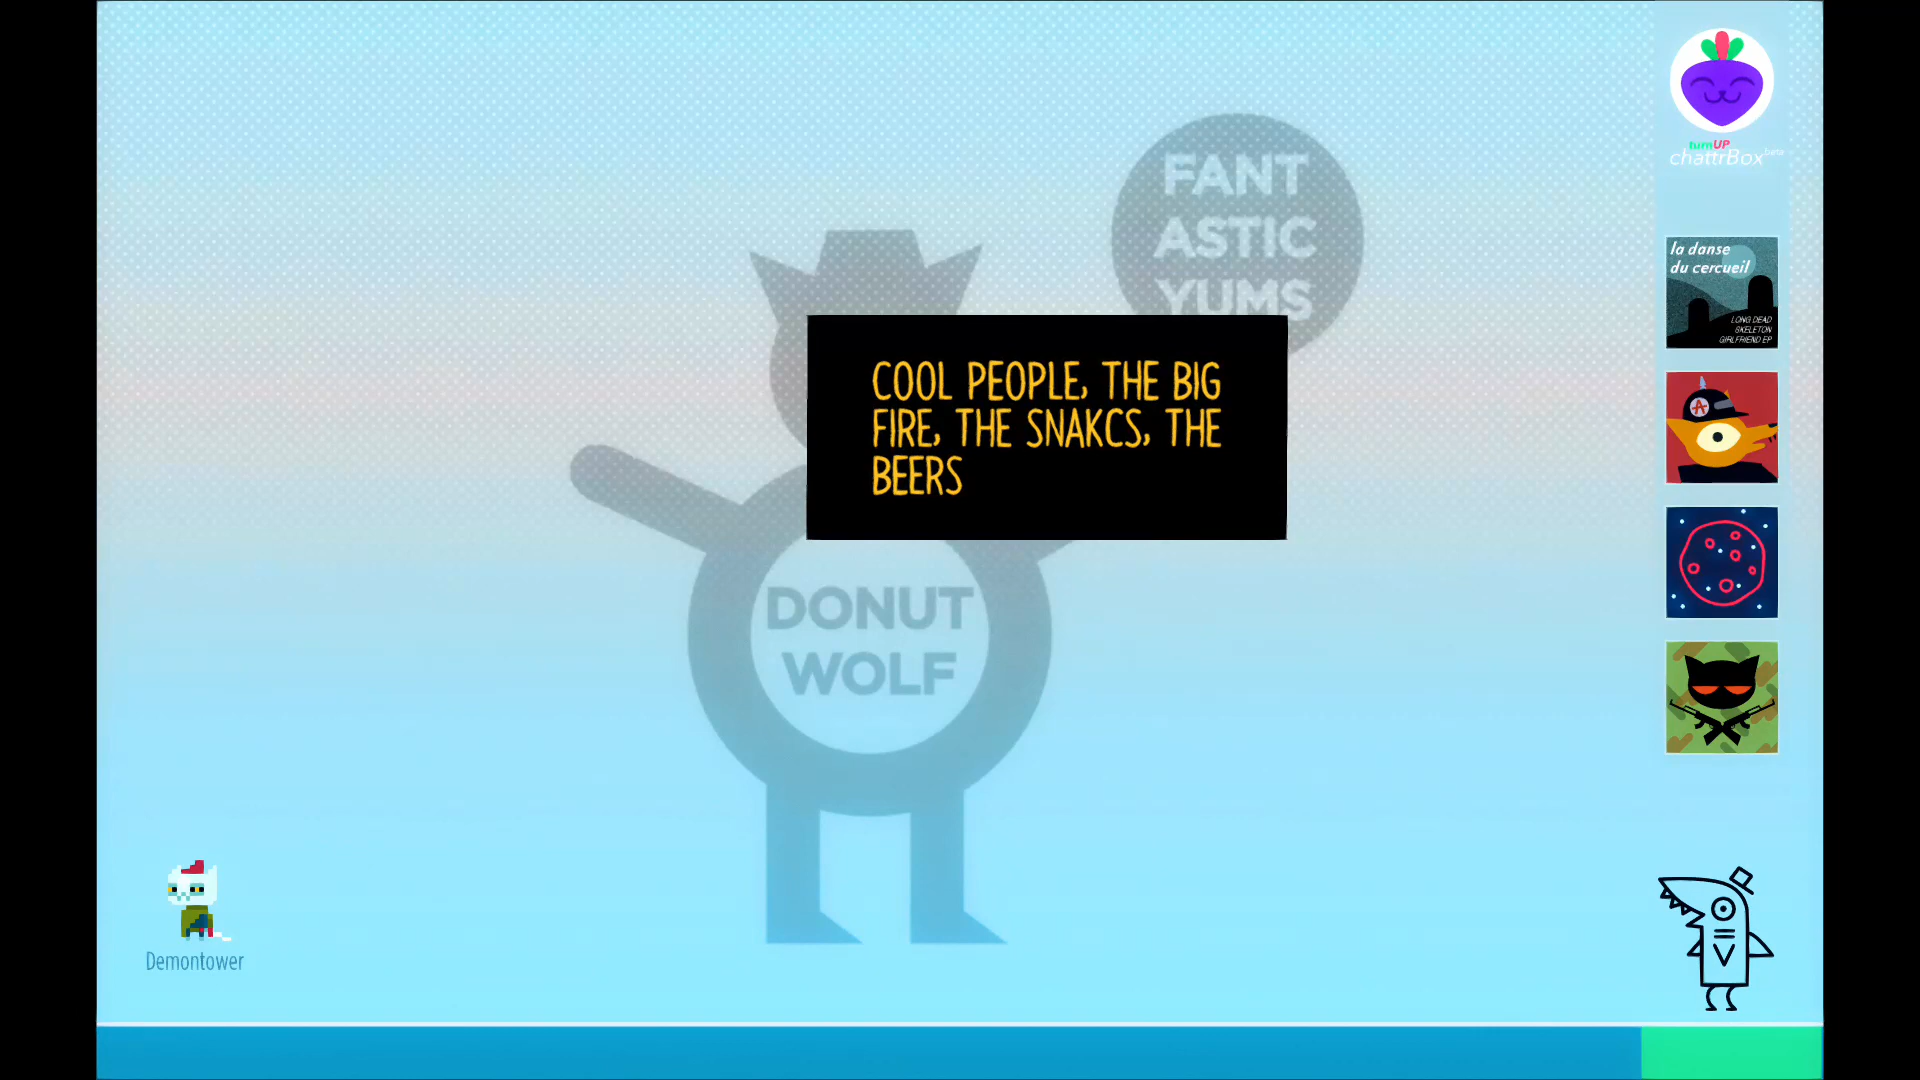 turnUP
chattrBox beta
FANT
ASTIC
YUMS
la danse
du cercueil
LONG DEAD
SKELETON
GIRLFRIEND EP
COOL PEOPLE, THE BIG
FIRE, THE SNAKCS, THE
BEERS
A
DONUT
WOLF
Demontower